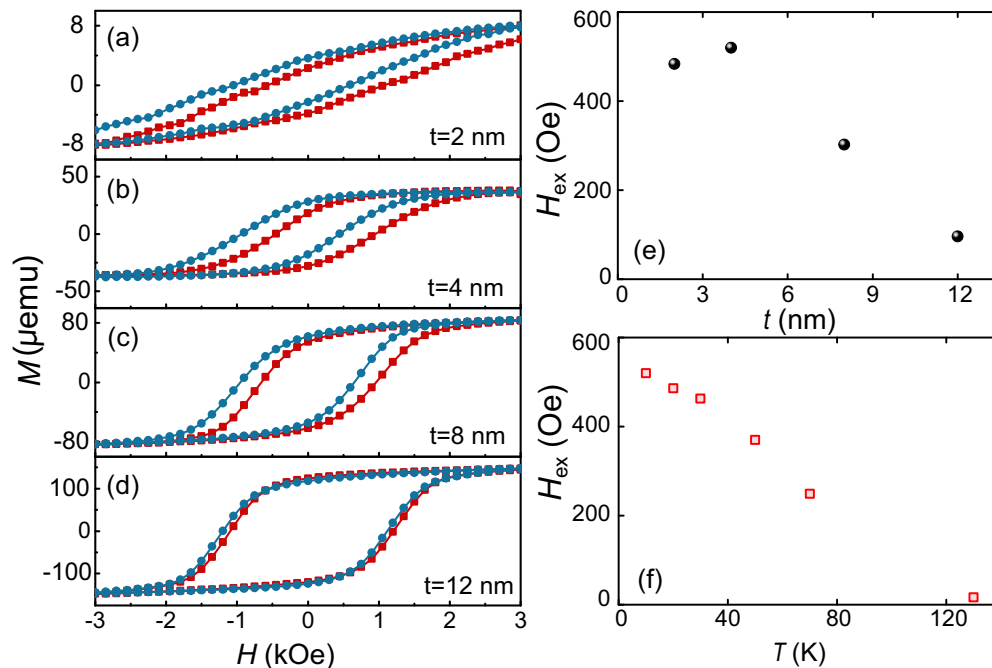 (a)
8
0
-8
t=2 nm
(b)
50
0
-50
t=4 nm
(c)
80
0
-80
t=8 nm
(d)
100
0
-100
t=12 nm
-3 -2 -1 0 1 2 3
H (kOe)
M (µemu)
600
400
200
0
Hex (Oe)
(e)
0 3 6 9 12
t (nm)
600
400
200
0
Hex (Oe)
(f)
0 40 80 120
T (K)